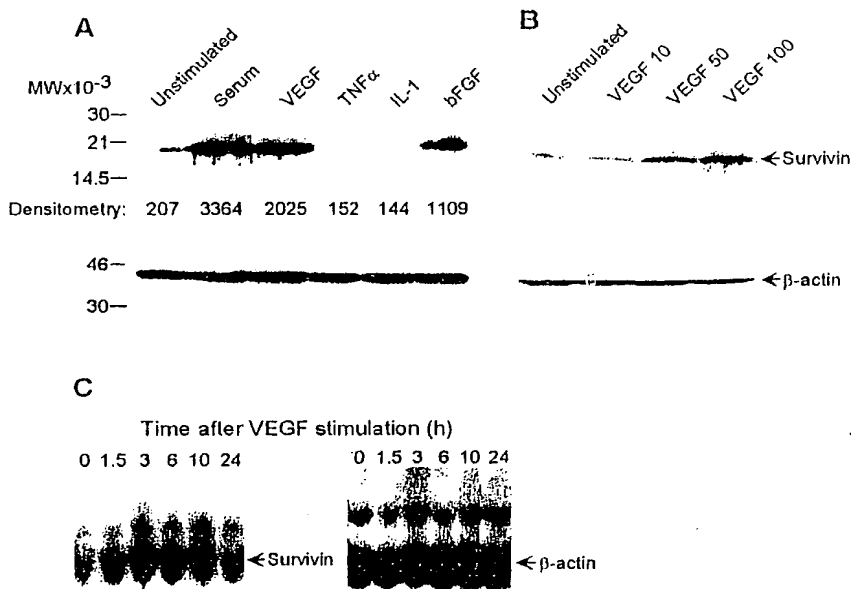 A
MWx10-3
Unstimulated
Serum
VEGF
TNFα
IL-1
bFGF
30
21
14.5
Densitometry: 207 3364 2025 152 144 1109
46
30
B
Unstimulated
VEGF 10
VEGF 50
VEGF 100
Survivin
β-actin
C
Time after VEGF stimulation (h)
0 1.5 3 6 10 24
0 1.5 3 6 10 24
Survivin
β-actin